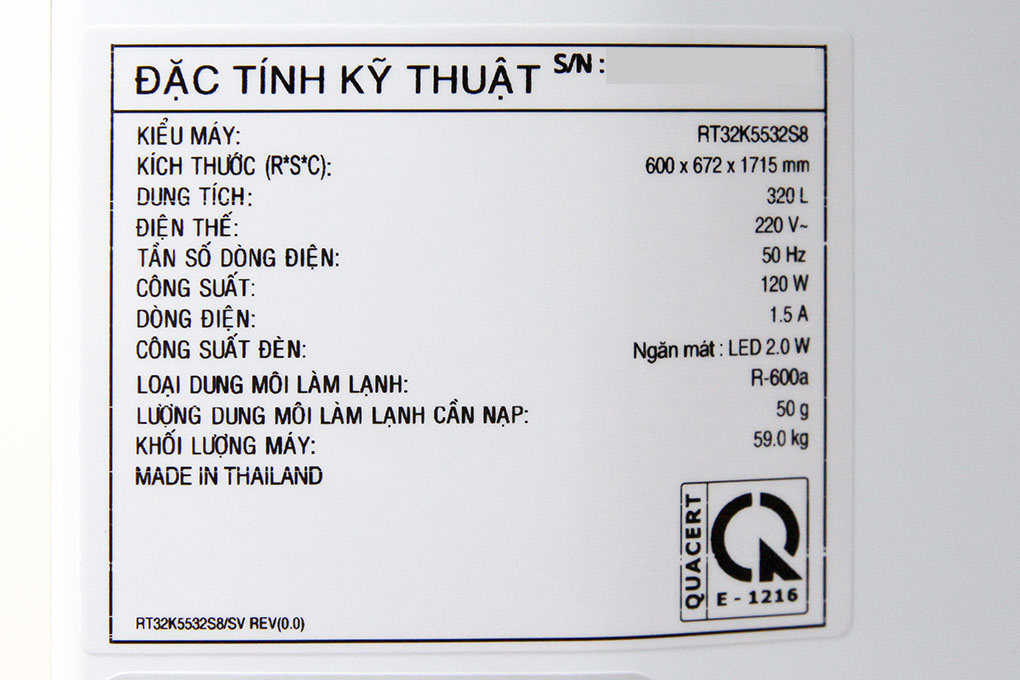 ĐẶC TÍNH KỸ THUẬT S/N :
KIỂU MÁY: RT32K5532S8
KÍCH THƯỚC (R*S*C): 600 x 672 x 1715 mm
DUNG TÍCH: 320 L
ĐIỆN THẾ: 220 V~
TẦN SỐ DÒNG ĐIỆN: 50 Hz
CÔNG SUẤT: 120 W
DÒNG ĐIỆN: 1.5 A
CÔNG SUẤT ĐÈN: Ngăn mát : LED 2.0 W
LOẠI DUNG MÔI LÀM LẠNH: R-600a
LƯỢNG DUNG MÔI LÀM LẠNH CẦN NẠP: 50 g
KHỐI LƯỢNG MÁY: 59.0 kg
MADE IN THAILAND
QUACERT
E - 1216
RT32K5532S8/SV REV(0.0)